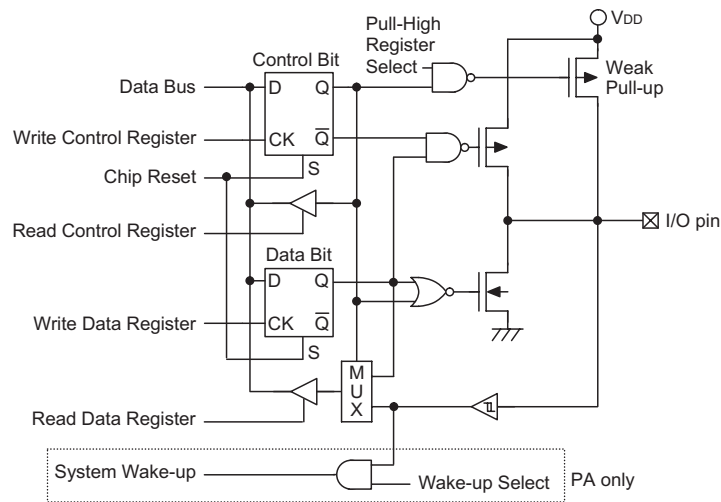 VDD
Pull-High
Register
Select
Control Bit
Weak
Pull-up
Data Bus
D
Q
Write Control Register
CK
Q
Chip Reset
S
I/O pin
Read Control Register
Data Bit
D
Q
Write Data Register
CK
Q
S
M
U
X
Read Data Register
System Wake-up
Wake-up Select
PA only